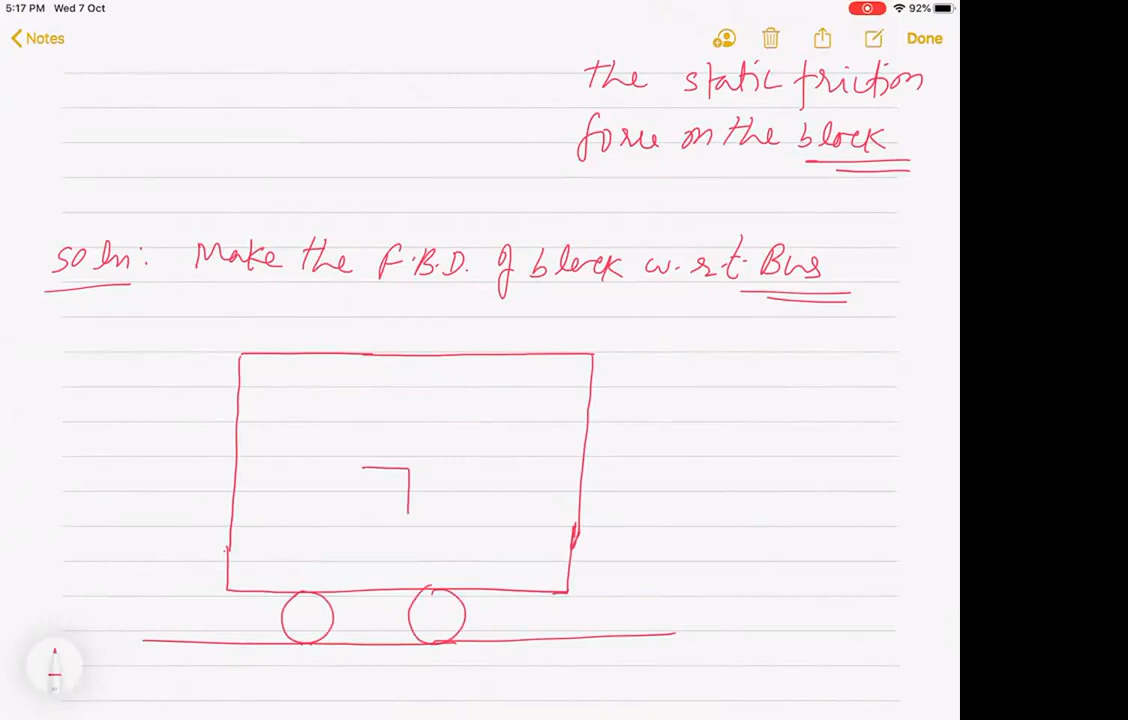 5:17 PM Wed 7 Oct
92%
Notes
Done
the static friction
force on the block
soln: Make the F.B.D. of block w.r.t. Bus